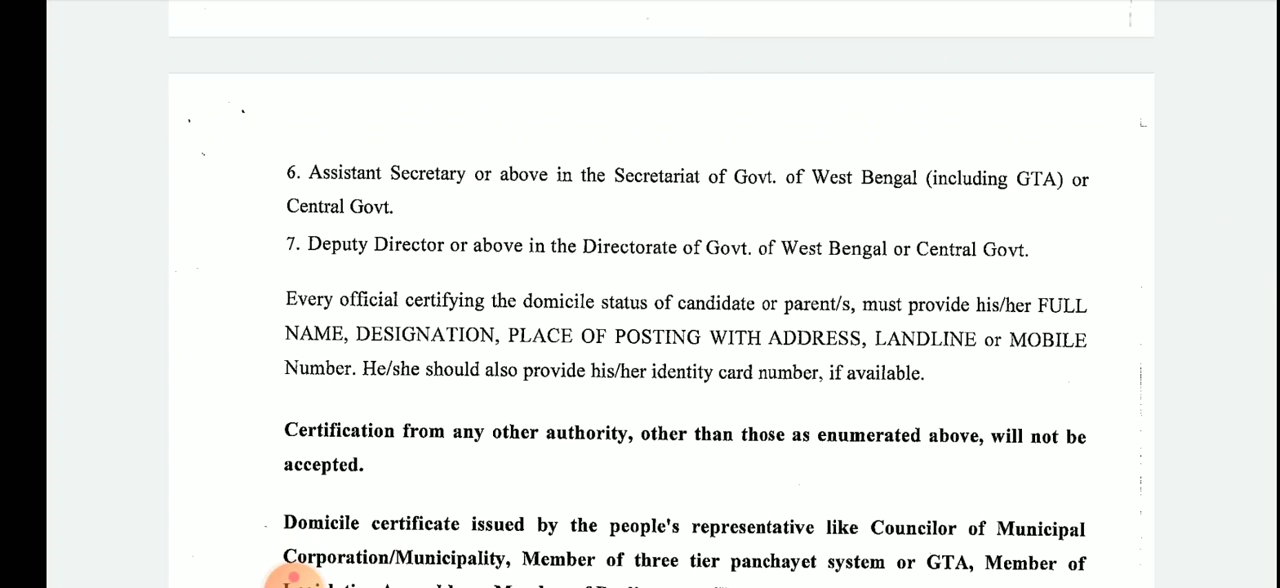 6. Assistant Secretary or above in the Secretariat of Govt. of West Bengal (including GTA) or
Central Govt.
7. Deputy Director or above in the Directorate of Govt. of West Bengal or Central Govt.
Every official certifying the domicile status of candidate or parent/s, must provide his/her FULL
NAME, DESIGNATION, PLACE OF POSTING WITH ADDRESS, LANDLINE or MOBILE
Number. He/she should also provide his/her identity card number, if available.
Certification from any other authority, other than those as enumerated above, will not be
accepted.
Domicile certificate issued by the people's representative like Councilor of Municipal
Corporation/Municipality, Member of three tier panchayet system or GTA, Member of